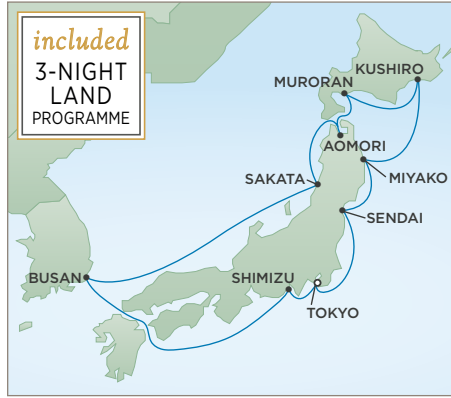 included
3-NIGHT
LAND
PROGRAMME
KUSHIRO
MURORAN
AOMORI
MIYAKO
SAKATA
SENDAI
BUSAN
SHIMIZU
TOKYO